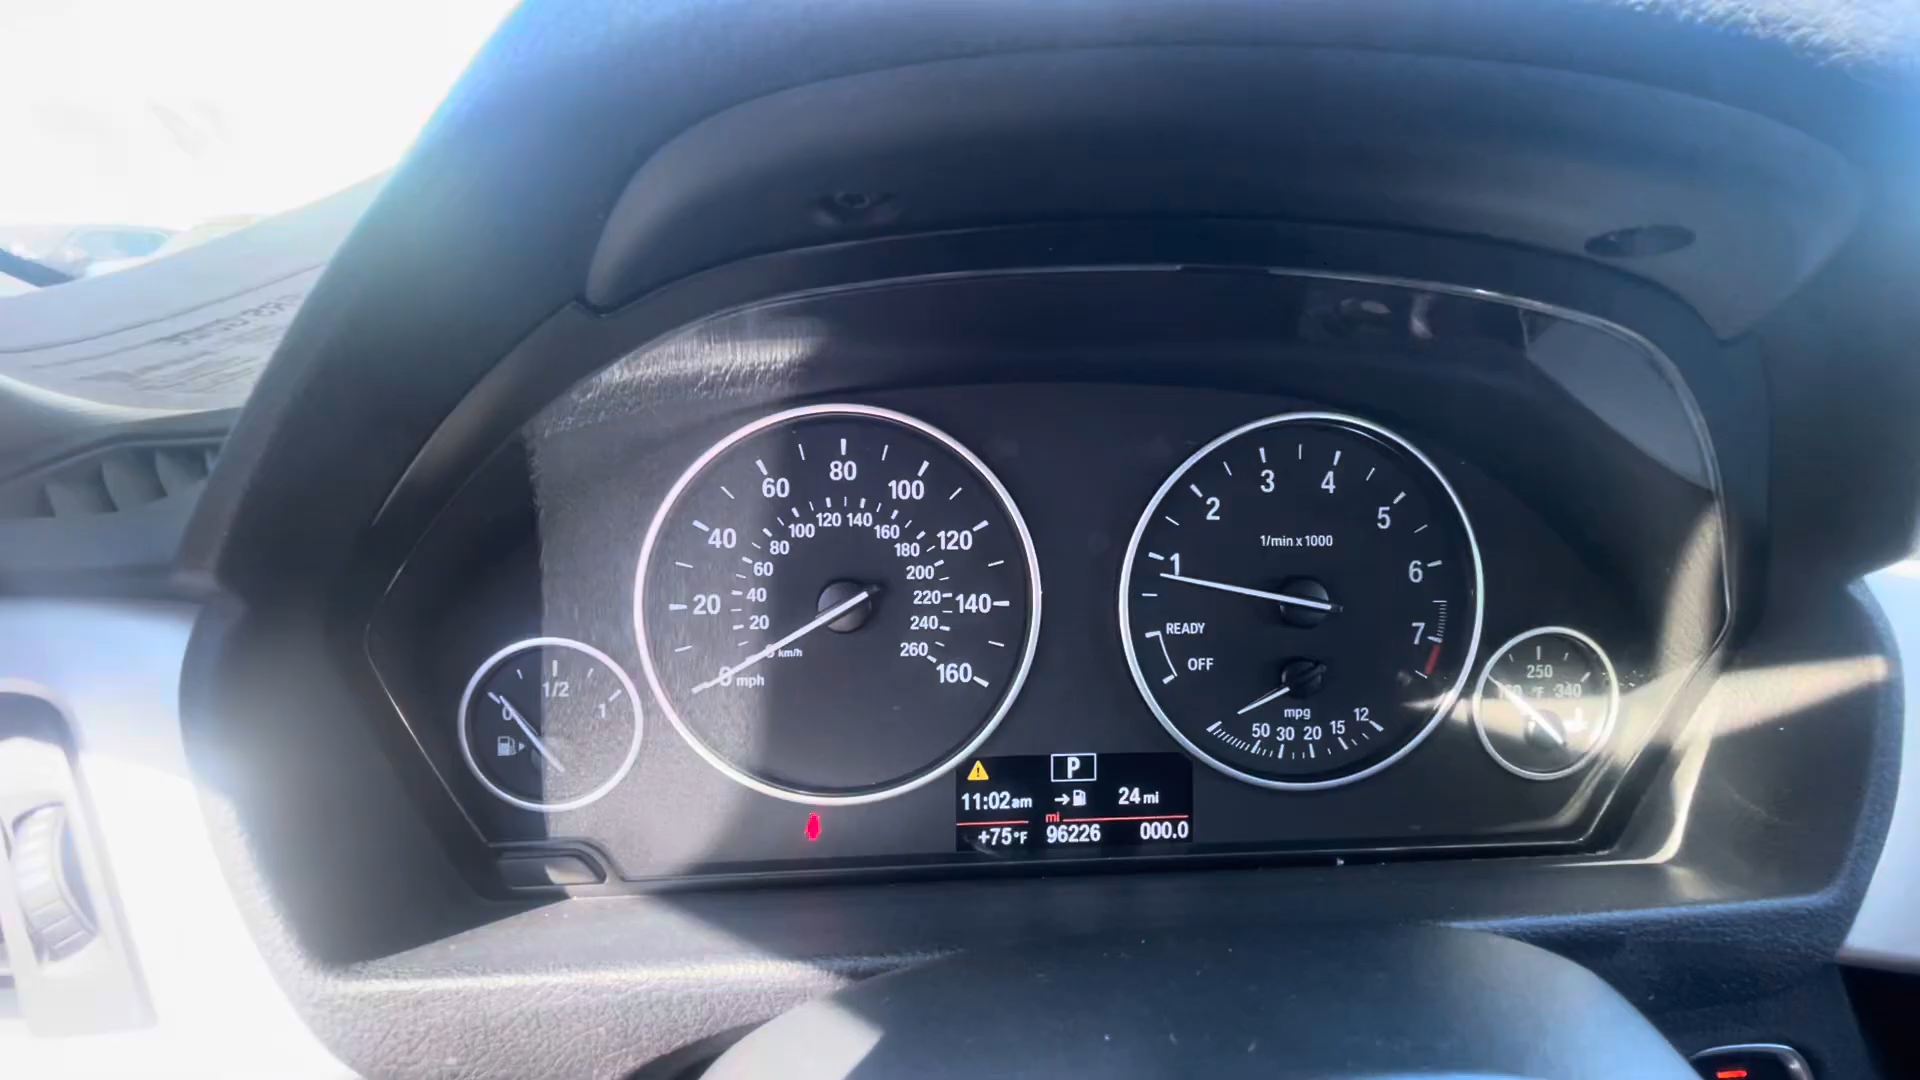 20
40
60
80
100
120
140
160
0 mph
20
40
60
80
100
120
140
160
180
200
220
240
260
km/h
0
1/2
1
1
2
3
4
5
6
7
1/min x 1000
READY
OFF
mpg
50 30 20 15 12
250
°F 340
P
11:02am
24 mi
mi
+75°F 96226 000.0